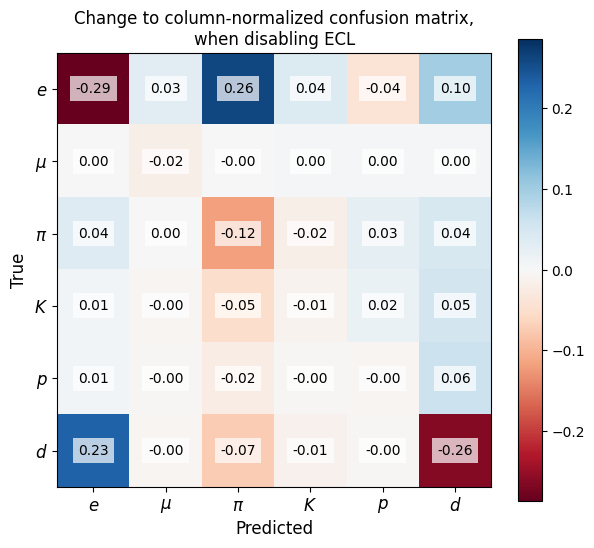 Change to column-normalized confusion matrix,
when disabling ECL
e -0.29 0.03 0.26 0.04 -0.04 0.10
μ 0.00 -0.02 -0.00 0.00 0.00 0.00
π 0.04 0.00 -0.12 -0.02 0.03 0.04
K 0.01 -0.00 -0.05 -0.01 0.02 0.05
p 0.01 -0.00 -0.02 -0.00 -0.00 0.06
d 0.23 -0.00 -0.07 -0.01 -0.00 -0.26
e μ π K p d
Predicted
True
0.2
0.1
0.0
−0.1
−0.2